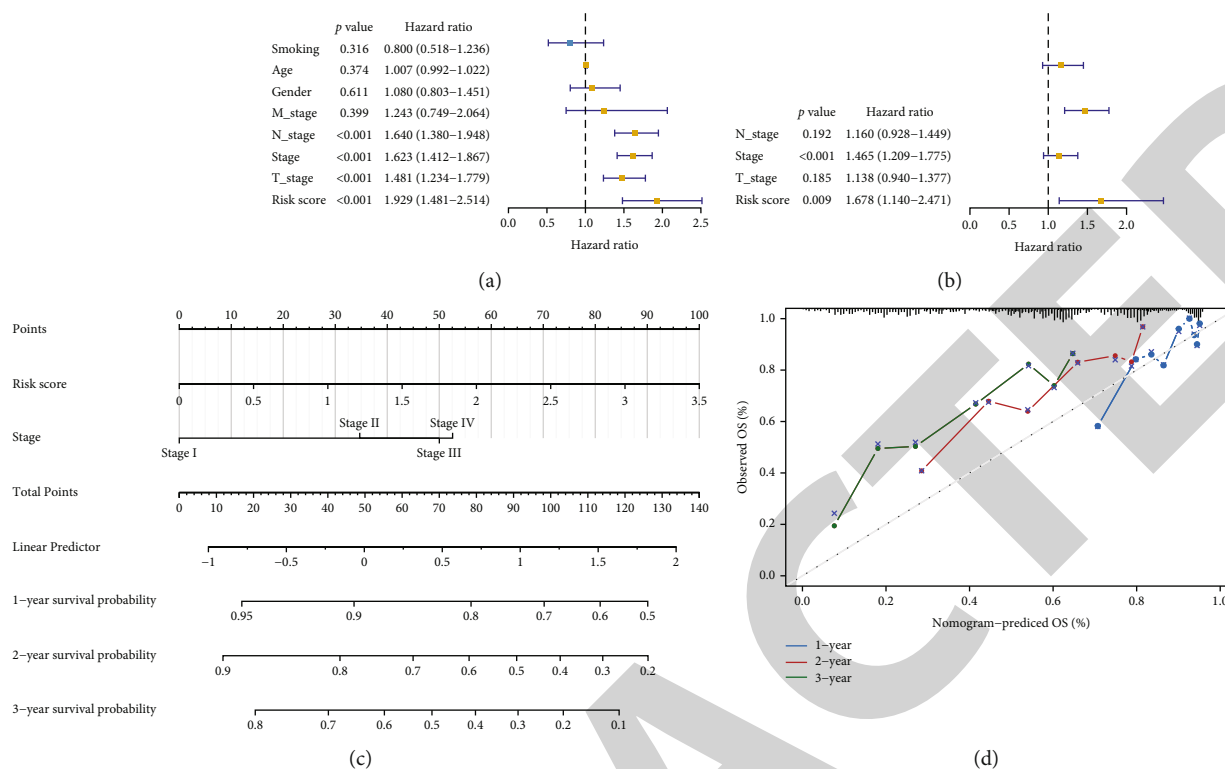 p value Hazard ratio
Smoking 0.316 0.800 (0.518−1.236)
Age 0.374 1.007 (0.992−1.022)
Gender 0.611 1.080 (0.803−1.451)
M_stage 0.399 1.243 (0.749−2.064)
N_stage <0.001 1.640 (1.380−1.948)
Stage <0.001 1.623 (1.412−1.867)
T_stage <0.001 1.481 (1.234−1.779)
Risk score <0.001 1.929 (1.481−2.514)
0.0 0.5 1.0 1.5 2.0 2.5
Hazard ratio
(a)
p value Hazard ratio
N_stage 0.192 1.160 (0.928−1.449)
Stage <0.001 1.465 (1.209−1.775)
T_stage 0.185 1.138 (0.940−1.377)
Risk score 0.009 1.678 (1.140−2.471)
0.0 0.5 1.0 1.5 2.0
Hazard ratio
(b)
Points 0 10 20 30 40 50 60 70 80 90 100
Risk score 0 0.5 1 1.5 2 2.5 3 3.5
Stage II Stage IV
Stage
Stage I Stage III
Total Points 0 10 20 30 40 50 60 70 80 90 100 110 120 130 140
Linear Predictor −1 −0.5 0 0.5 1 1.5 2
1−year survival probability 0.95 0.9 0.8 0.7 0.6 0.5
2−year survival probability 0.9 0.8 0.7 0.6 0.5 0.4 0.3 0.2
3−year survival probability 0.8 0.7 0.6 0.5 0.4 0.3 0.2 0.1
(c)
Observed OS (%)
1.0
0.8
0.6
0.4
0.2
0.0
0.0 0.2 0.4 0.6 0.8 1.0
Nomogram−prediced OS (%)
1−year
2−year
3−year
(d)